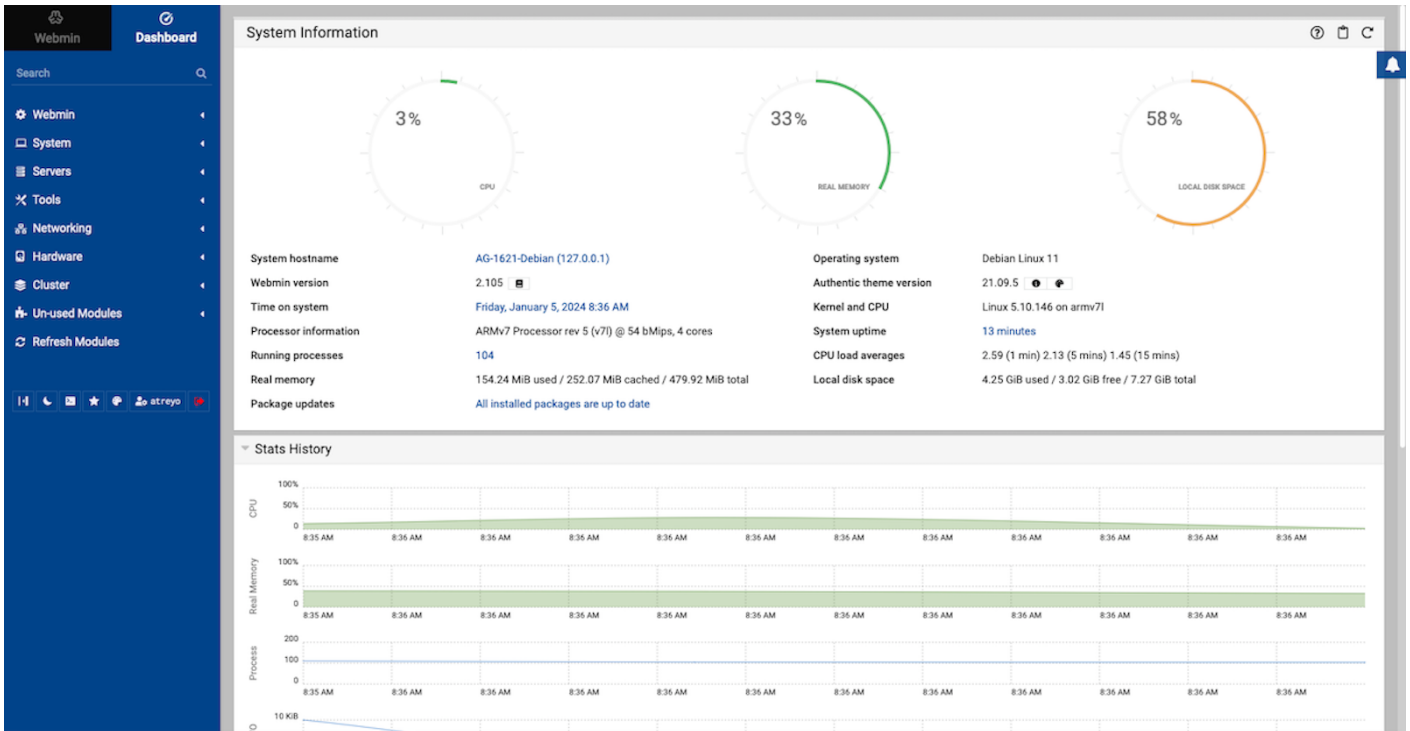 Webmin
Dashboard
Search
Webmin
System
Servers
Tools
Networking
Hardware
Cluster
Un-used Modules
Refresh Modules
atreyo
System Information
3%
CPU
33%
REAL MEMORY
58%
LOCAL DISK SPACE
System hostname AG-1621-Debian (127.0.0.1) Operating system Debian Linux 11
Webmin version 2.105 Authentic theme version 21.09.5
Time on system Friday, January 5, 2024 8:36 AM Kernel and CPU Linux 5.10.146 on armv7l
Processor information ARMv7 Processor rev 5 (v7l) @ 54 bMips, 4 cores System uptime 13 minutes
Running processes 104 CPU load averages 2.59 (1 min) 2.13 (5 mins) 1.45 (15 mins)
Real memory 154.24 MiB used / 252.07 MiB cached / 479.92 MiB total Local disk space 4.25 GiB used / 3.02 GiB free / 7.27 GiB total
Package updates All installed packages are up to date
Stats History
CPU
100%
50%
0
8:35 AM 8:36 AM 8:36 AM 8:36 AM 8:36 AM 8:36 AM 8:36 AM 8:36 AM 8:36 AM 8:36 AM 8:36 AM 8:36 AM
Real Memory
100%
50%
0
8:35 AM 8:36 AM 8:36 AM 8:36 AM 8:36 AM 8:36 AM 8:36 AM 8:36 AM 8:36 AM 8:36 AM 8:36 AM 8:36 AM
Process
200
100
0
8:35 AM 8:36 AM 8:36 AM 8:36 AM 8:36 AM 8:36 AM 8:36 AM 8:36 AM 8:36 AM 8:36 AM 8:36 AM 8:36 AM
10 KiB